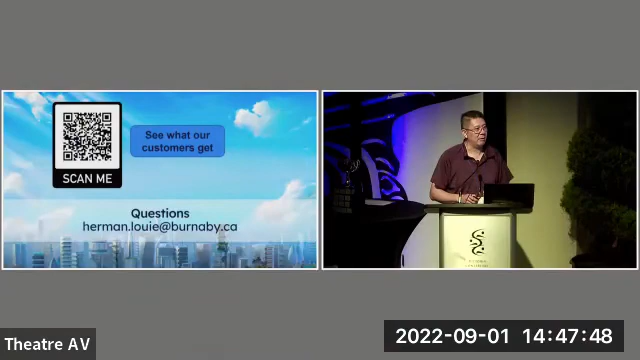 See what our
customers get
SCAN ME
Questions
herman.louie@burnaby.ca
Theatre AV
2022-09-01 14:47:48